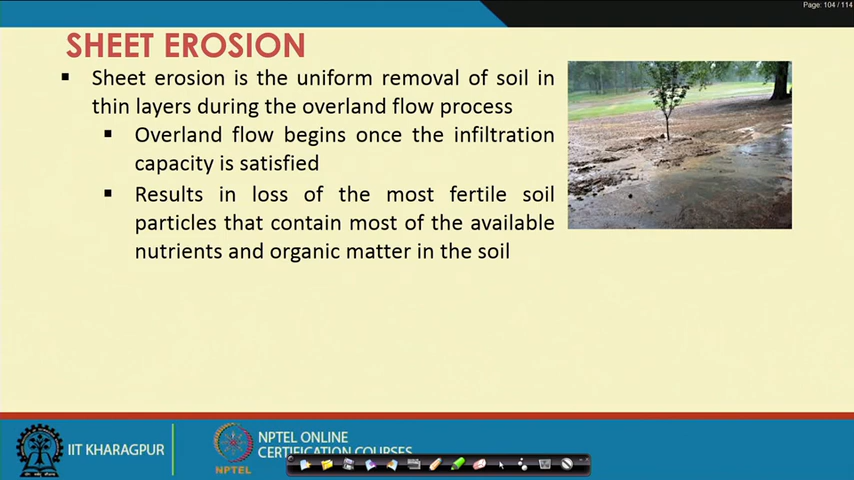 Page: 104 / 114
SHEET EROSION
▪ Sheet erosion is the uniform removal of soil in
thin layers during the overland flow process
▪ Overland flow begins once the infiltration
capacity is satisfied
▪ Results in loss of the most fertile soil
particles that contain most of the available
nutrients and organic matter in the soil
IIT KHARAGPUR
NPTEL
NPTEL ONLINE
CERTIFICATION COURSES